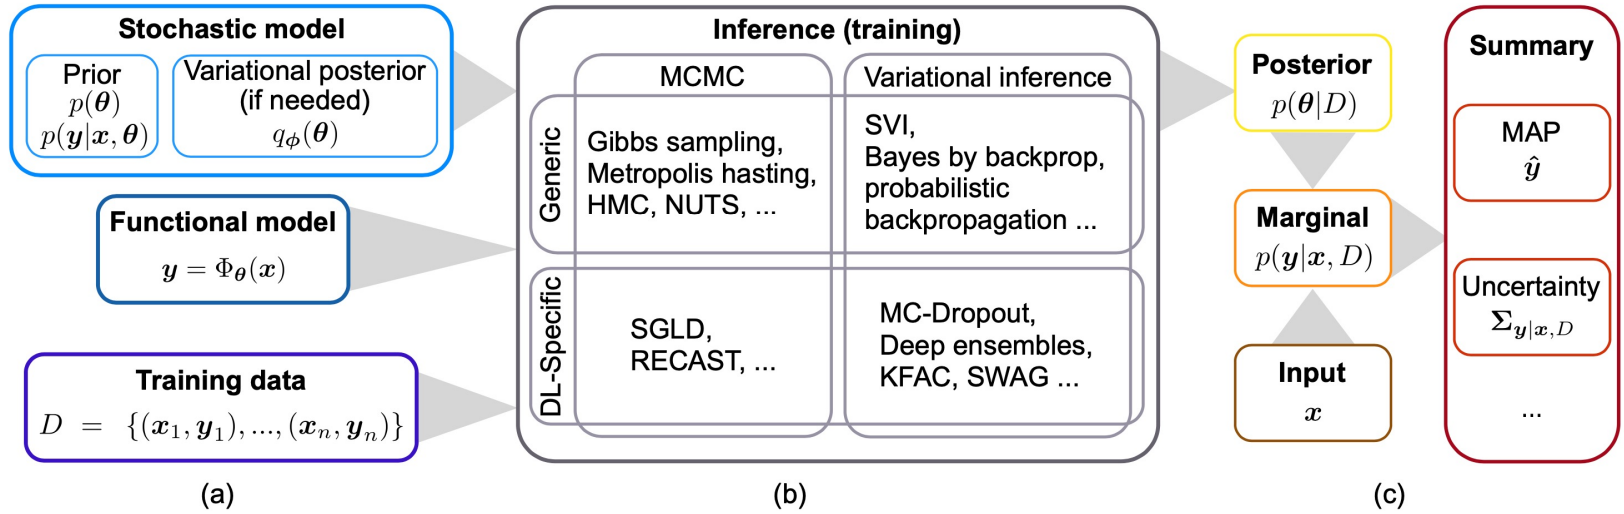 Stochastic model
Prior
p(θ)
p(y|x, θ)
Variational posterior
(if needed)
qϕ(θ)
Functional model
y = Φθ(x)
Training data
D = {(x₁, y₁), ..., (xₙ, yₙ)}
(a)
Inference (training)
MCMC
Variational inference
Generic
Gibbs sampling,
Metropolis hasting,
HMC, NUTS, ...
SVI,
Bayes by backprop,
probabilistic
backpropagation ...
DL-Specific
SGLD,
RECAST, ...
MC-Dropout,
Deep ensembles,
KFAC, SWAG ...
(b)
Posterior
p(θ|D)
Marginal
p(y|x, D)
Input
x
Summary
MAP
ŷ
Uncertainty
Σy|x,D
...
(c)